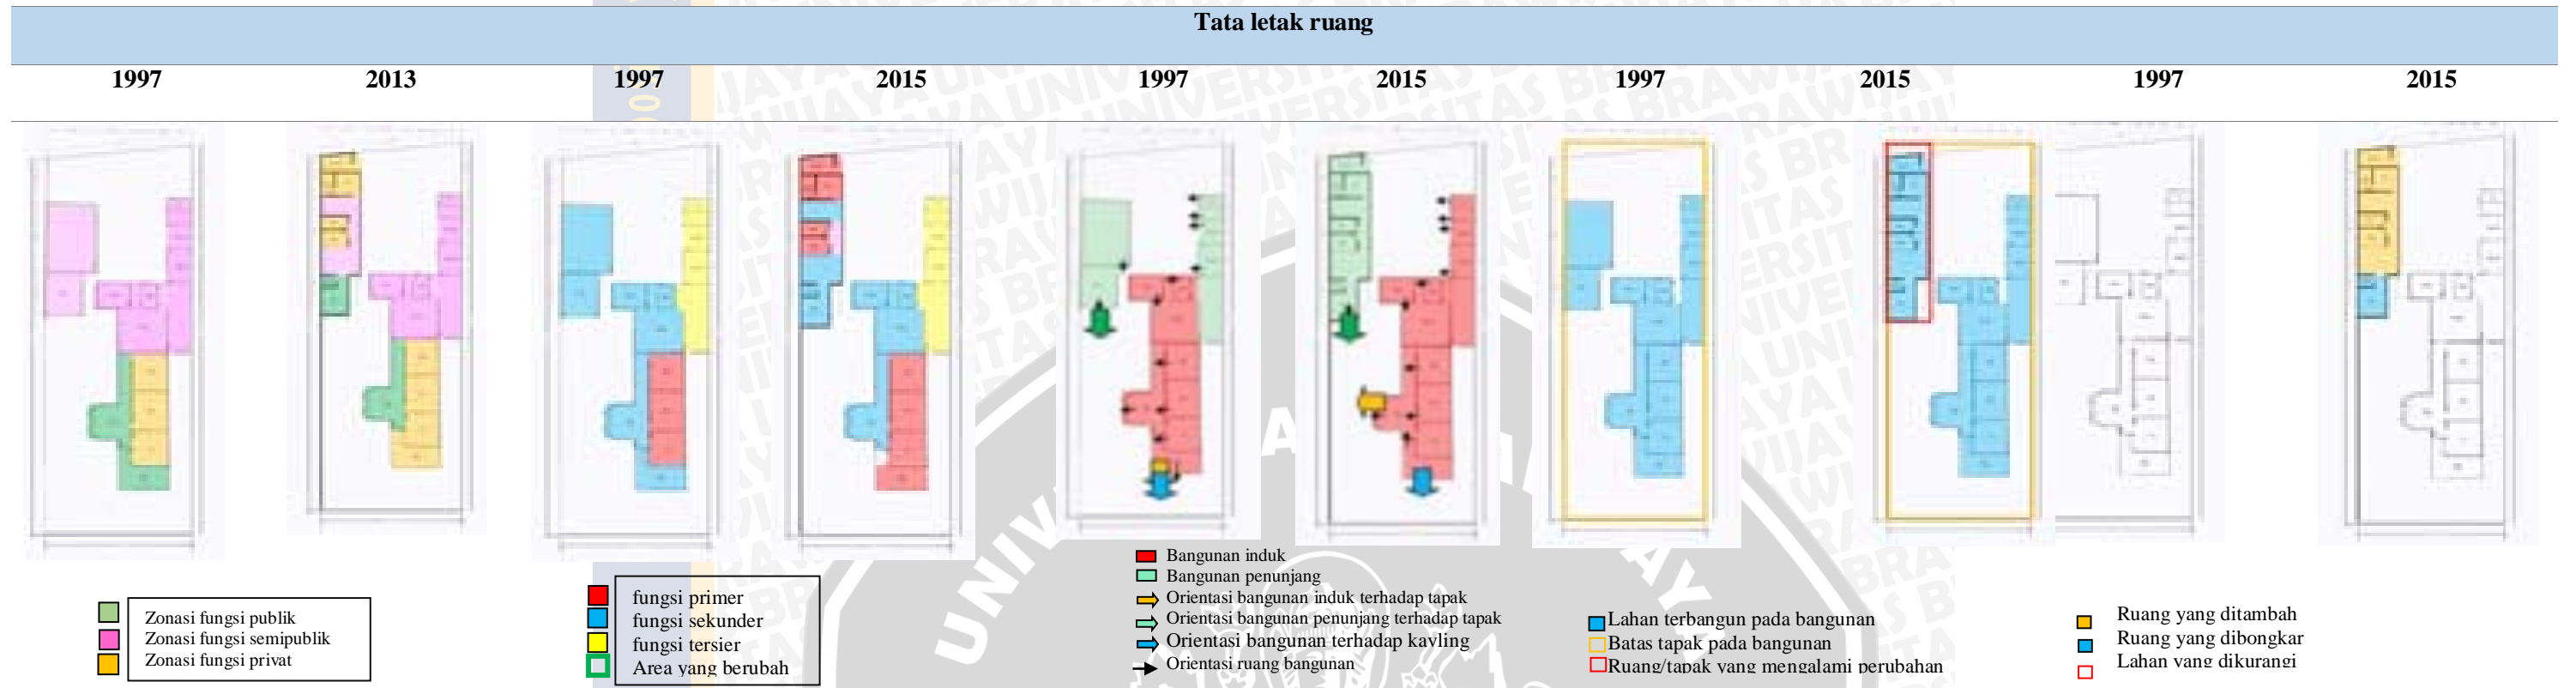 Tata letak ruang
1997 2013 1997 2015 1997 2015 1997 2015 1997 2015
Zonasi fungsi publik
Zonasi fungsi semipublik
Zonasi fungsi privat
fungsi primer
fungsi sekunder
fungsi tersier
Area yang berubah
Bangunan induk
Bangunan penunjang
Orientasi bangunan induk terhadap tapak
Orientasi bangunan penunjang terhadap tapak
Orientasi bangunan terhadap kavling
Orientasi ruang bangunan
Lahan terbangun pada bangunan
Batas tapak pada bangunan
Ruang/tapak yang mengalami perubahan
Ruang yang ditambah
Ruang yang dibongkar
Lahan yang dikurangi